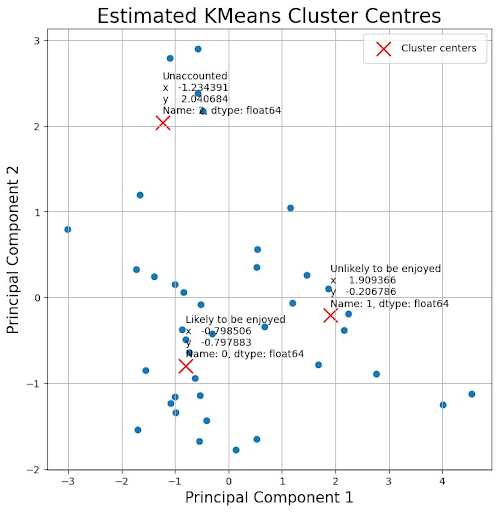 Estimated KMeans Cluster Centres
Cluster centers
Unaccounted
x -1.234391
y 2.040684
Name: 2, dtype: float64
Unlikely to be enjoyed
x 1.909366
y -0.206786
Name: 1, dtype: float64
Likely to be enjoyed
x -0.798506
y -0.797883
Name: 0, dtype: float64
3
2
1
0
−1
−2
Principal Component 2
−3 −2 −1 0 1 2 3 4
Principal Component 1